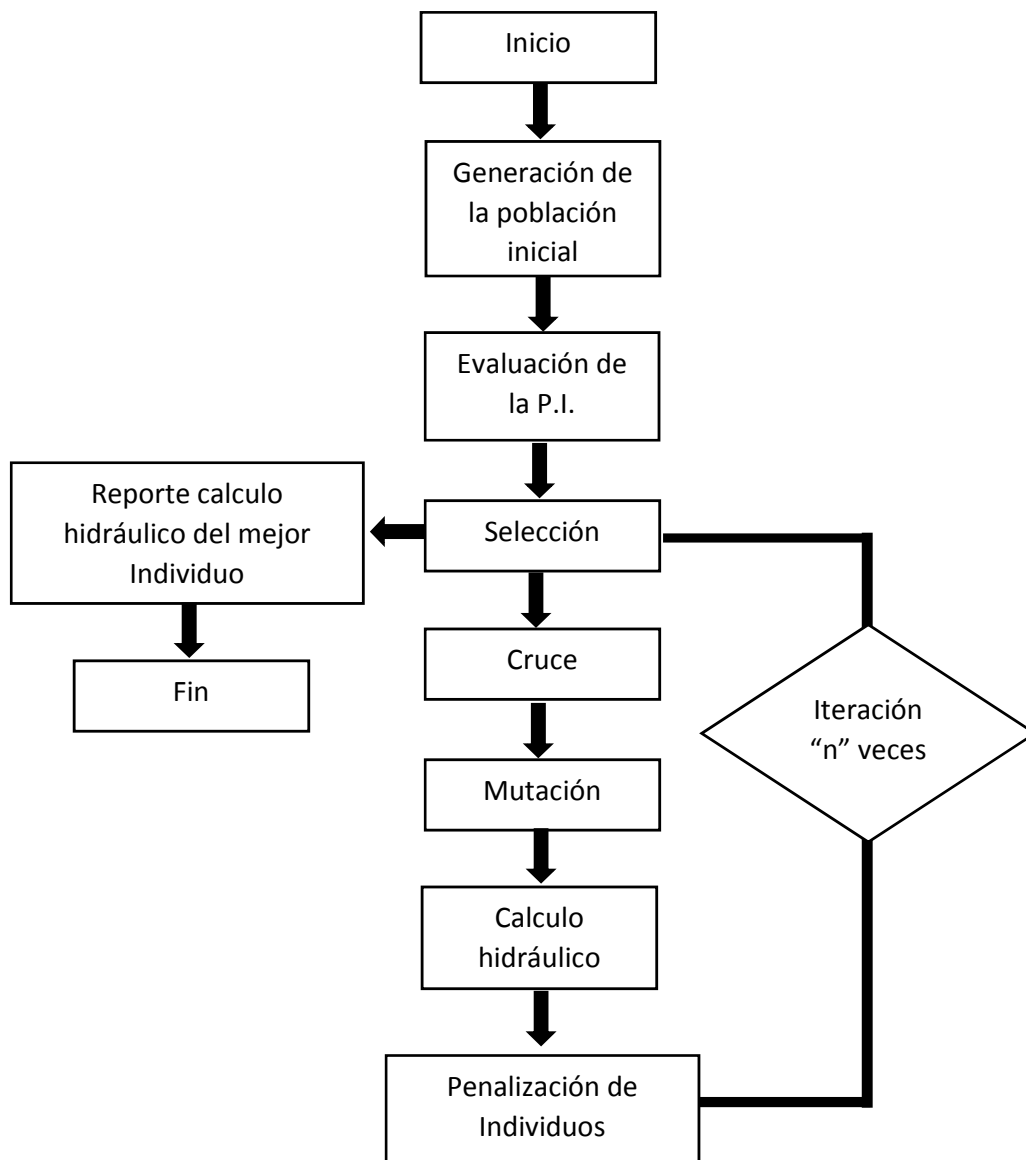 Inicio
Generación de
la población
inicial
Evaluación de
la P.I.
Reporte calculo
hidráulico del mejor
Individuo
Selección
Fin
Cruce
Iteración
“n” veces
Mutación
Calculo
hidráulico
Penalización de
Individuos